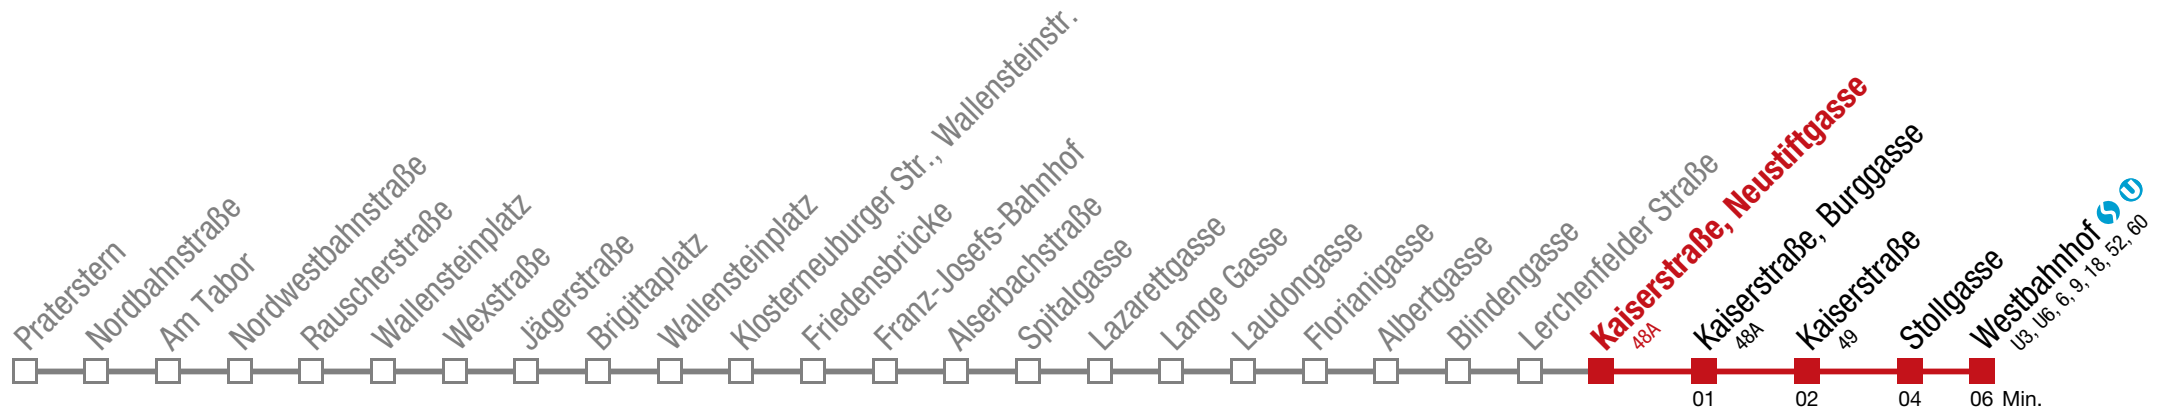 Praterstern
Nordbahnstraße
Am Tabor
Nordwestbahnstraße
Rauscherstraße
Wallensteinplatz
Wexstraße
Jägerstraße
Brigittaplatz
Wallensteinplatz
Klosterneuburger Str., Wallensteinstr.
Friedensbrücke
Franz-Josefs-Bahnhof
Alserbachstraße
Spitalgasse
Lazarettgasse
Lange Gasse
Laudongasse
Florianigasse
Albertgasse
Blindengasse
Lerchenfelder Straße
Kaiserstraße, Neustiftgasse
48A
Kaiserstraße, Burggasse
48A
Kaiserstraße
49
Stollgasse
Westbahnhof S U
U3, U6, 6, 9, 18, 52, 60
01 02 04 06 Min.